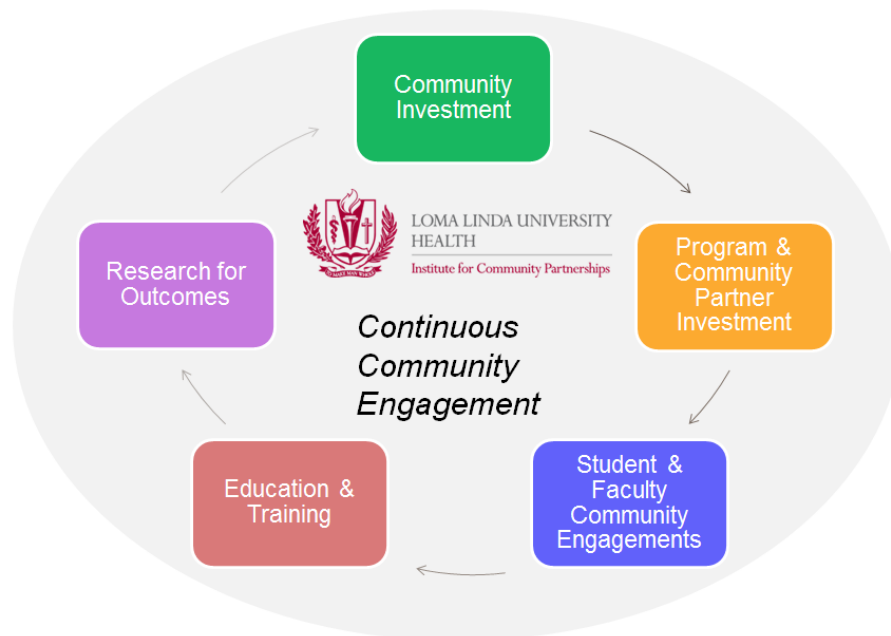 Community
Investment
LOMA LINDA UNIVERSITY
HEALTH
Institute for Community Partnerships
Program &
Community
Partner
Investment
Research for
Outcomes
Continuous
Community
Engagement
Student &
Faculty
Community
Engagements
Education &
Training